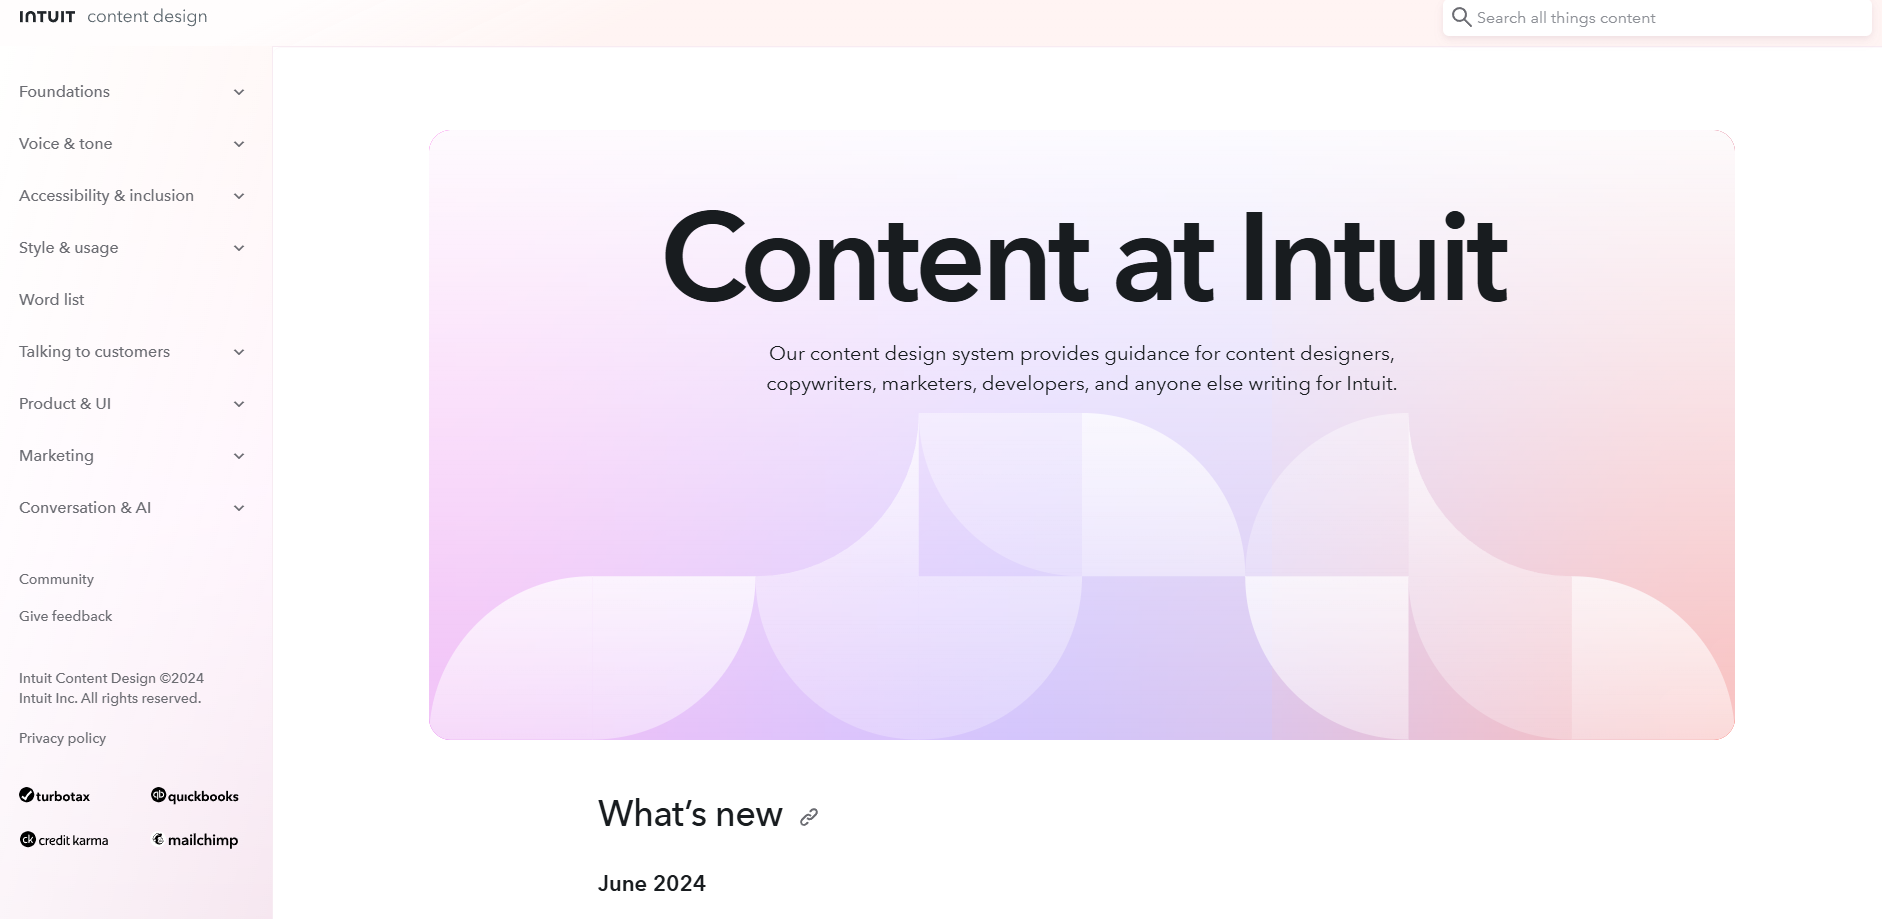 INTUIT content design
Search all things content
Foundations
Voice & tone
Accessibility & inclusion
Style & usage
Word list
Talking to customers
Product & UI
Marketing
Conversation & AI
Community
Give feedback
Intuit Content Design ©2024
Intuit Inc. All rights reserved.
Privacy policy
turbotax
qb quickbooks
ck credit karma
mailchimp
Content at Intuit
Our content design system provides guidance for content designers,
copywriters, marketers, developers, and anyone else writing for Intuit.
What’s new
June 2024